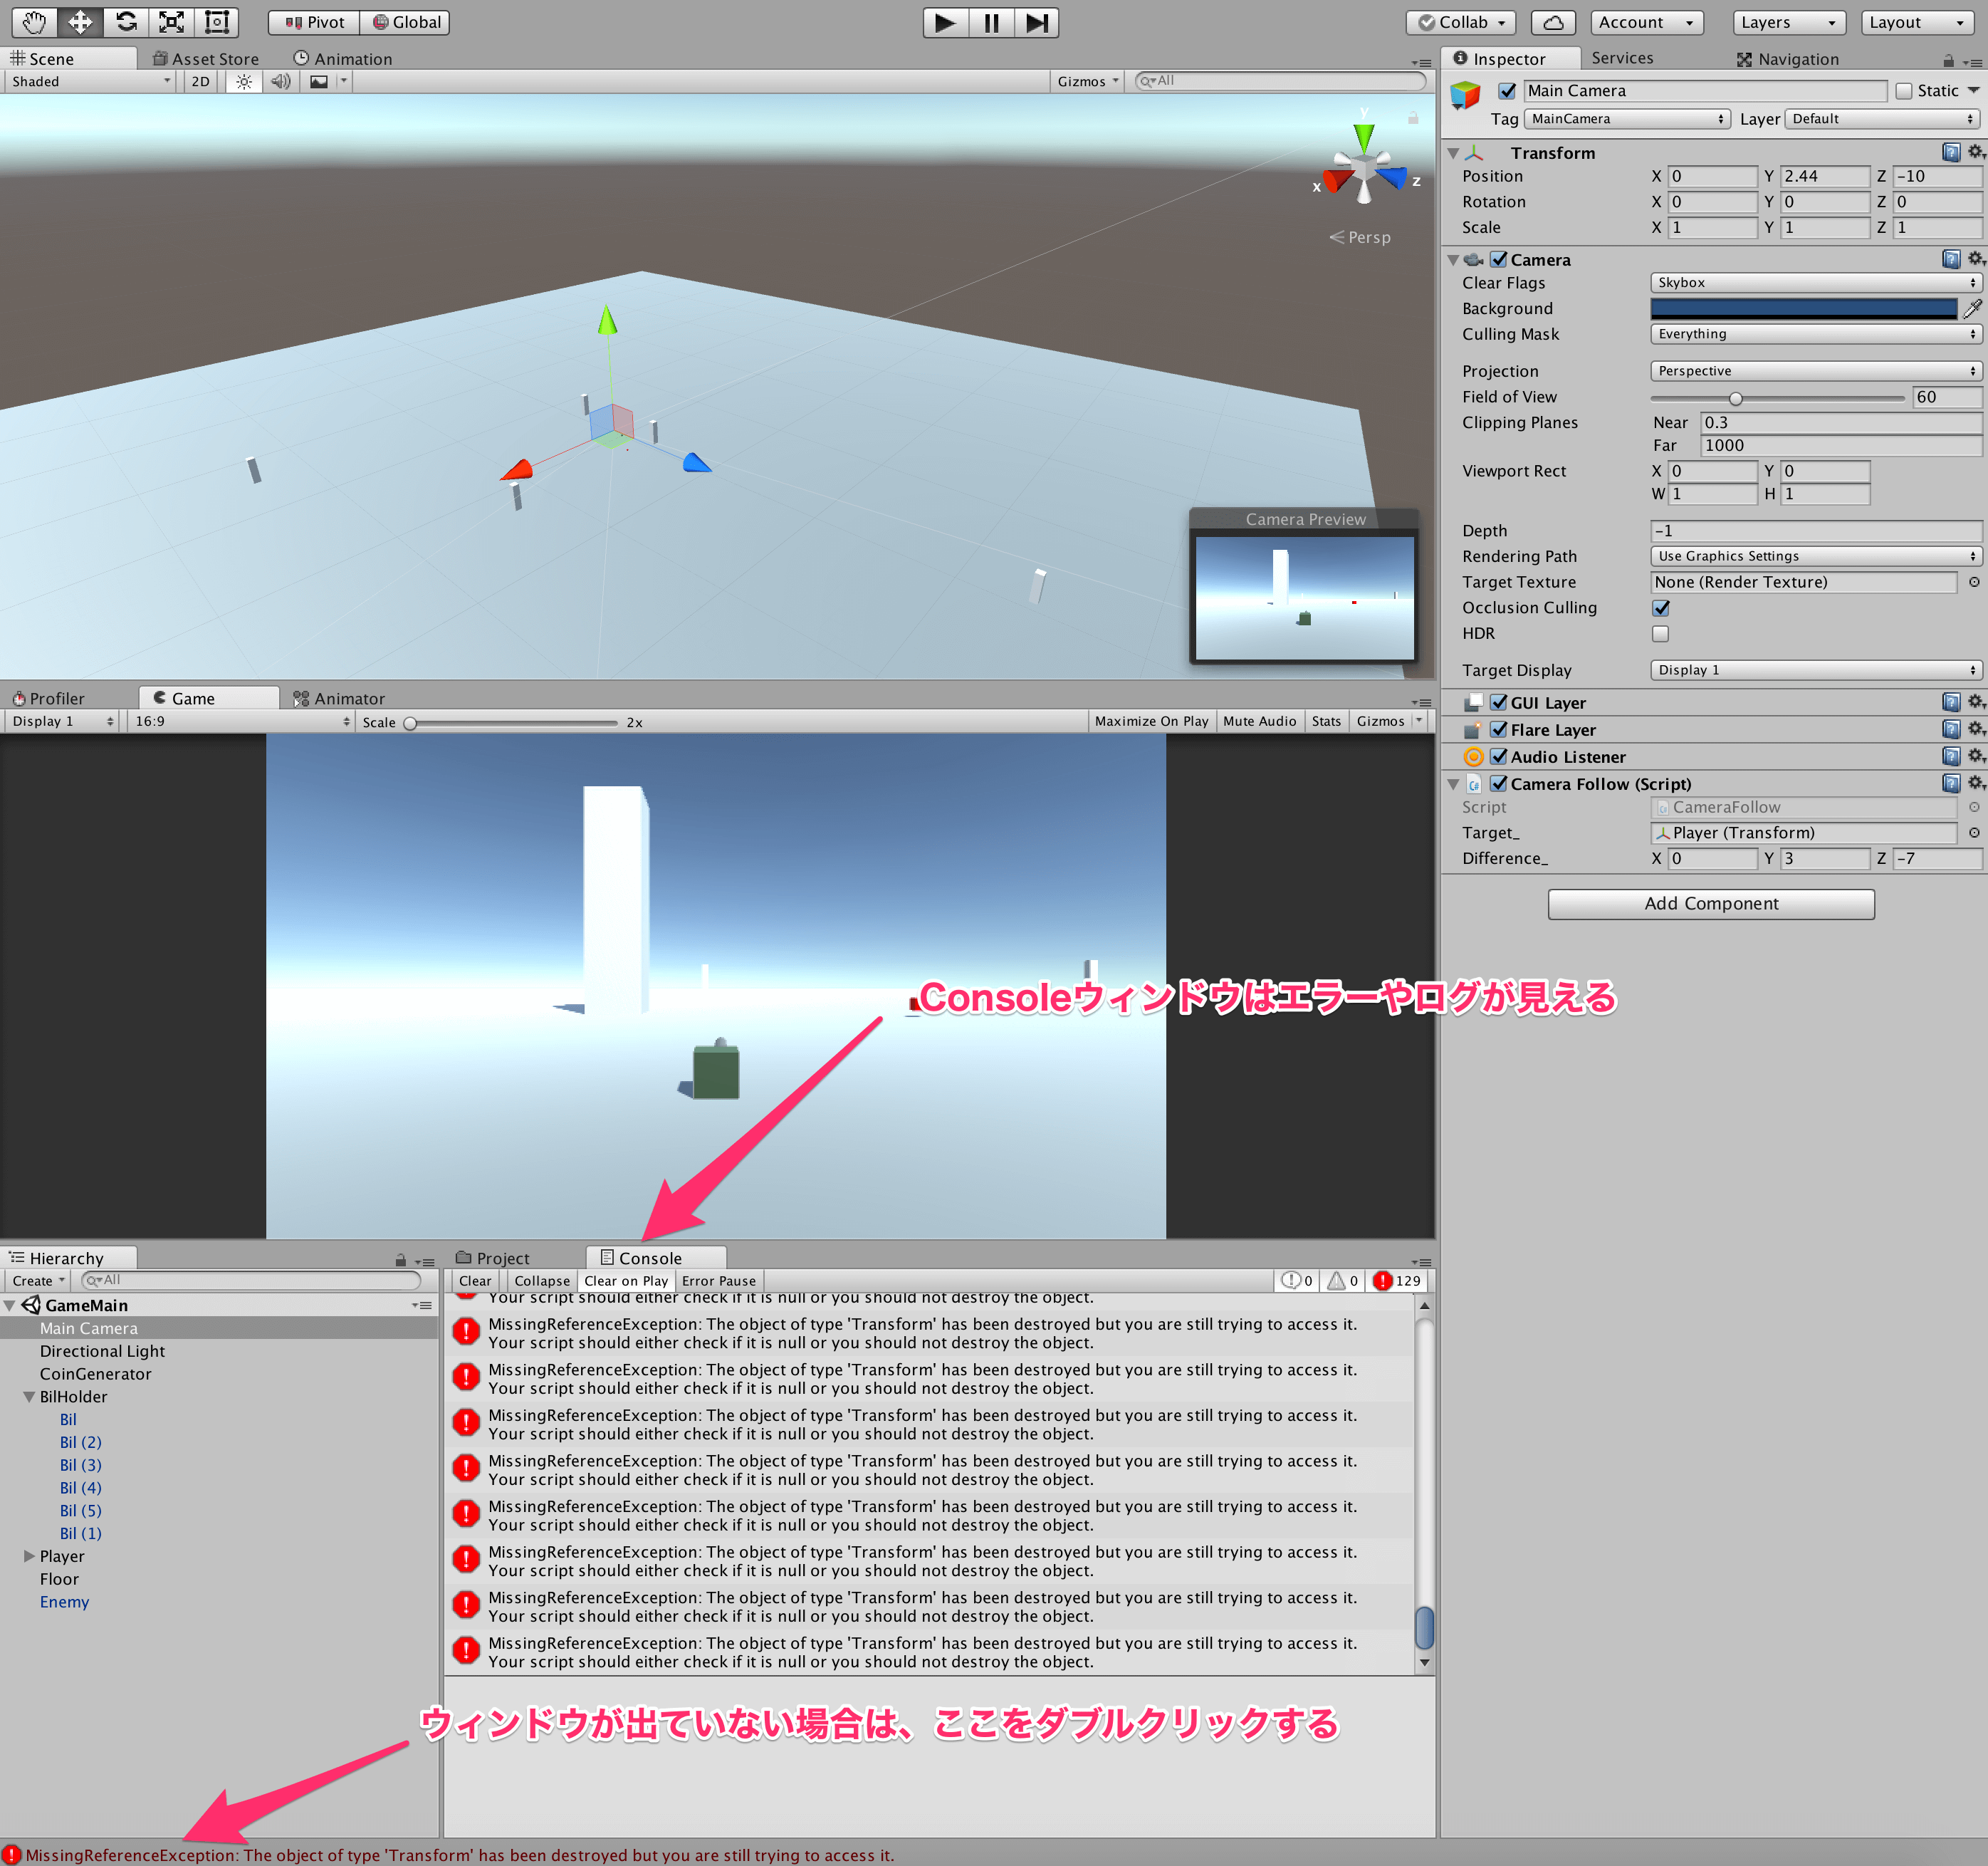 Pivot Global
Collab Account Layers Layout
Scene Asset Store Animation
Shaded 2D Gizmos All
y
x z
Persp
Camera Preview
Profiler Game Animator
Display 1 16:9 Scale 2x Maximize On Play Mute Audio Stats Gizmos
Consoleウィンドウはエラーやログが見える
Hierarchy
Create All
GameMain
Main Camera
Directional Light
CoinGenerator
BilHolder
Bil
Bil (2)
Bil (3)
Bil (4)
Bil (5)
Bil (1)
Player
Floor
Enemy
Project Console
Clear Collapse Clear on Play Error Pause 0 0 129
Your script should either check if it is null or you should not destroy the object.
MissingReferenceException: The object of type 'Transform' has been destroyed but you are still trying to access it.
Your script should either check if it is null or you should not destroy the object.
MissingReferenceException: The object of type 'Transform' has been destroyed but you are still trying to access it.
Your script should either check if it is null or you should not destroy the object.
MissingReferenceException: The object of type 'Transform' has been destroyed but you are still trying to access it.
Your script should either check if it is null or you should not destroy the object.
MissingReferenceException: The object of type 'Transform' has been destroyed but you are still trying to access it.
Your script should either check if it is null or you should not destroy the object.
MissingReferenceException: The object of type 'Transform' has been destroyed but you are still trying to access it.
Your script should either check if it is null or you should not destroy the object.
MissingReferenceException: The object of type 'Transform' has been destroyed but you are still trying to access it.
Your script should either check if it is null or you should not destroy the object.
MissingReferenceException: The object of type 'Transform' has been destroyed but you are still trying to access it.
Your script should either check if it is null or you should not destroy the object.
MissingReferenceException: The object of type 'Transform' has been destroyed but you are still trying to access it.
Your script should either check if it is null or you should not destroy the object.
ウィンドウが出ていない場合は、ここをダブルクリックする
MissingReferenceException: The object of type 'Transform' has been destroyed but you are still trying to access it.
Inspector Services Navigation
Main Camera Static
Tag MainCamera Layer Default
Transform
Position X 0 Y 2.44 Z -10
Rotation X 0 Y 0 Z 0
Scale X 1 Y 1 Z 1
Camera
Clear Flags Skybox
Background
Culling Mask Everything
Projection Perspective
Field of View 60
Clipping Planes Near 0.3
Far 1000
Viewport Rect X 0 Y 0
W 1 H 1
Depth -1
Rendering Path Use Graphics Settings
Target Texture None (Render Texture)
Occlusion Culling
HDR
Target Display Display 1
GUI Layer
Flare Layer
Audio Listener
Camera Follow (Script)
Script CameraFollow
Target_ Player (Transform)
Difference_ X 0 Y 3 Z -7
Add Component